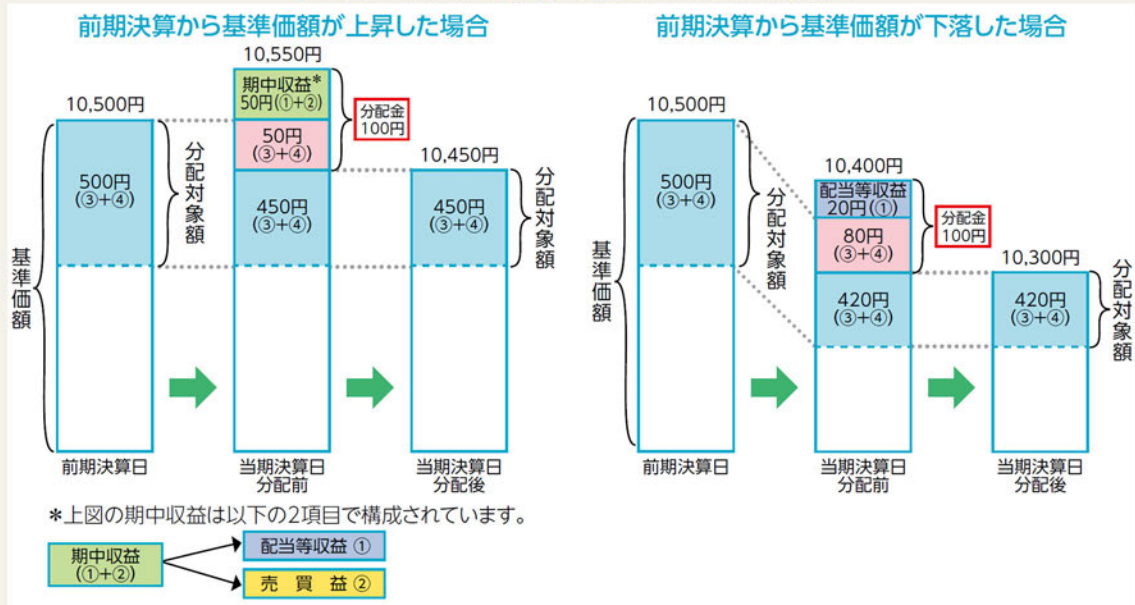 前期決算から基準価額が上昇した場合
10,500円
500円
(③+④)
分配対象額
基準価額
前期決算日
10,550円
期中収益*
50円(①+②)
50円
(③+④)
450円
(③+④)
分配金
100円
当期決算日
分配前
10,450円
450円
(③+④)
分配対象額
当期決算日
分配後
*上図の期中収益は以下の2項目で構成されています。
期中収益
(①+②)
配当等収益 ①
売 買 益 ②
前期決算から基準価額が下落した場合
10,500円
500円
(③+④)
分配対象額
基準価額
前期決算日
10,400円
配当等収益
20円(①)
80円
(③+④)
420円
(③+④)
分配金
100円
当期決算日
分配前
10,300円
420円
(③+④)
分配対象額
当期決算日
分配後